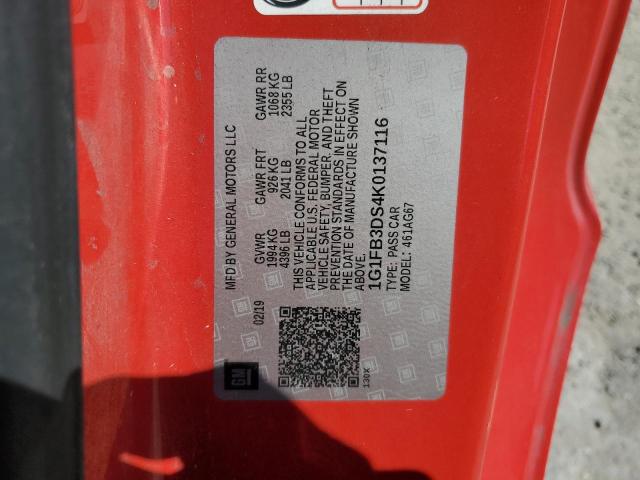 MFD BY GENERAL MOTORS LLC
02/19 GVWR GAWR FRT GAWR RR
1994 KG 926 KG 1068 KG
4396 LB 2041 LB 2355 LB
THIS VEHICLE CONFORMS TO ALL
APPLICABLE U.S. FEDERAL MOTOR
VEHICLE SAFETY, BUMPER, AND THEFT
PREVENTION STANDARDS IN EFFECT ON
THE DATE OF MANUFACTURE SHOWN
ABOVE.
1G1FB3DS4K0137116
TYPE: PASS CAR
MODEL: 461AG67
GM
130X